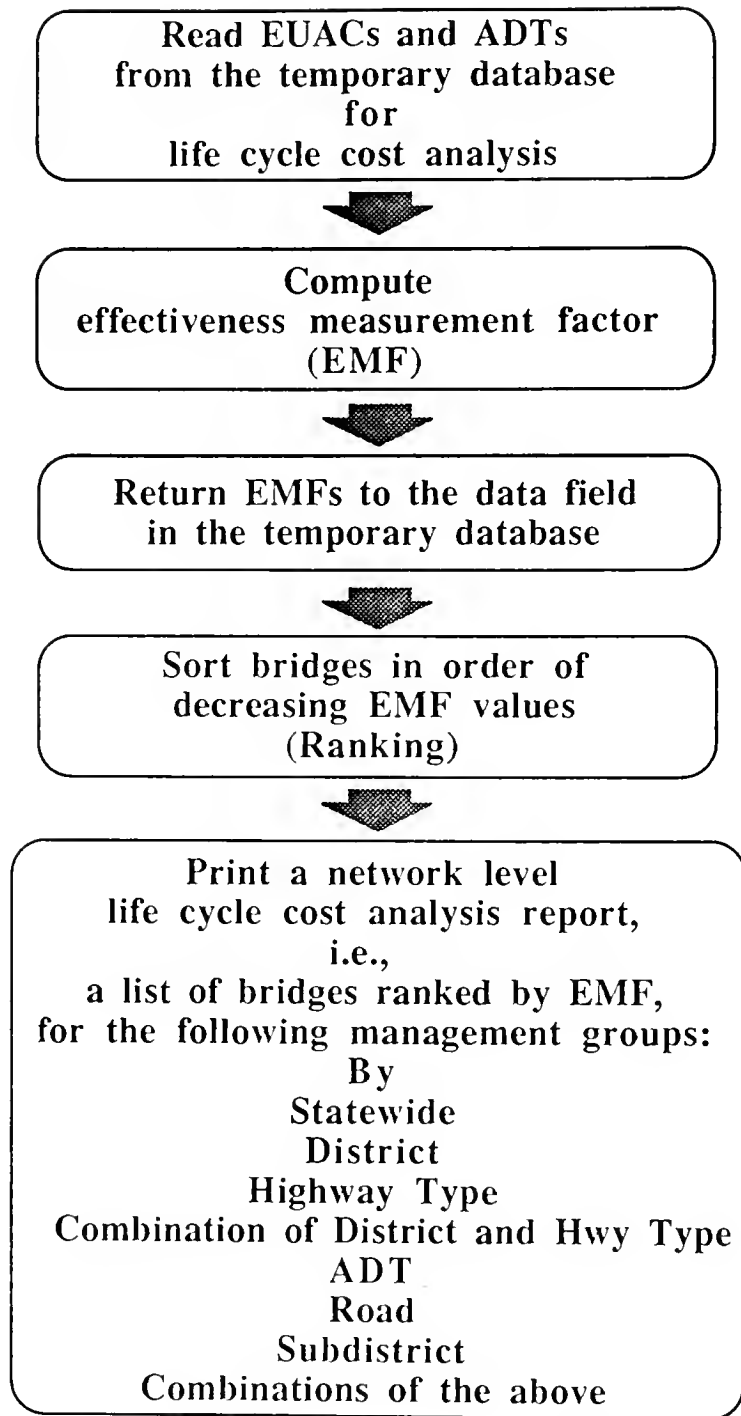 Read EUACs and ADTs
from the temporary database
for
life cycle cost analysis
Compute
effectiveness measurement factor
(EMF)
Return EMFs to the data field
in the temporary database
Sort bridges in order of
decreasing EMF values
(Ranking)
Print a network level
life cycle cost analysis report,
i.e.,
a list of bridges ranked by EMF,
for the following management groups:
By
Statewide
District
Highway Type
Combination of District and Hwy Type
ADT
Road
Subdistrict
Combinations of the above